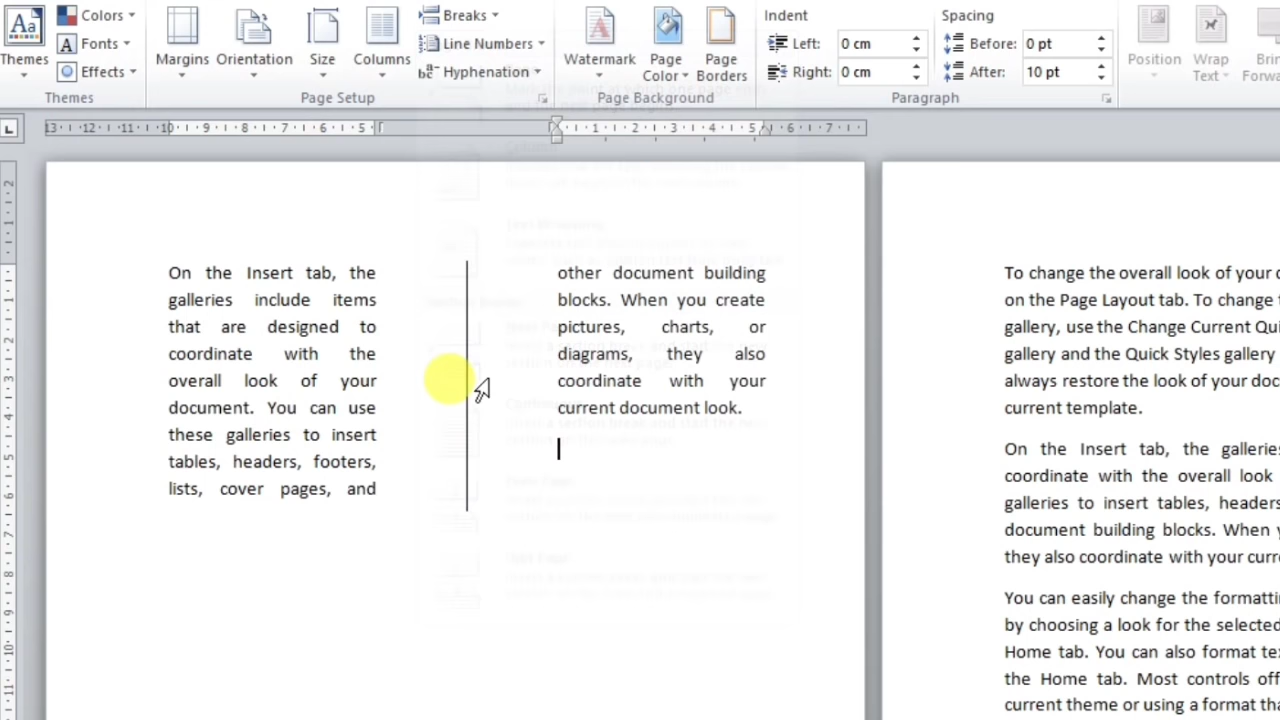 Colors
Fonts
Effects
Themes
Themes
Margins
Orientation
Size
Columns
Breaks
Line Numbers
Hyphenation
Page Setup
Watermark
Page
Color
Page
Borders
Page Background
Indent
Left: 0 cm
Right: 0 cm
Spacing
Before: 0 pt
After: 10 pt
Paragraph
Position
Wrap
Text
On the Insert tab, the
galleries include items
that are designed to
coordinate with the
overall look of your
document. You can use
these galleries to insert
tables, headers, footers,
lists, cover pages, and
other document building
blocks. When you create
pictures, charts, or
diagrams, they also
coordinate with your
current document look.
To change the overall look of your
on the Page Layout tab. To change
gallery, use the Change Current
gallery and the Quick Styles gallery
always restore the look of your
current template.
On the Insert tab, the
coordinate with the overall look
galleries to insert tables,
document building blocks. When
they also coordinate with your
You can easily change the
by choosing a look for the selected
Home tab. You can also format
the Home tab. Most controls
current theme or using a format